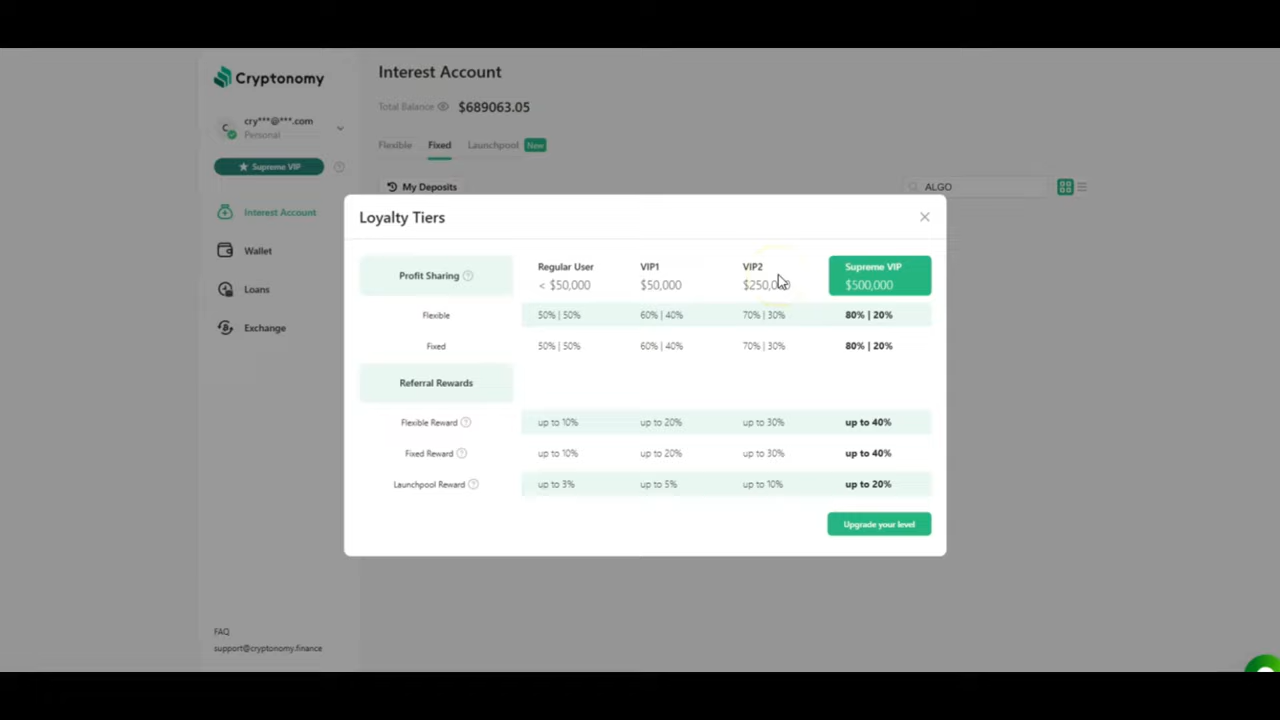 Cryptonomy
Interest Account
Total Balance $689063.05
cry***@***.com
Personal
Flexible Fixed Launchpool New
★ Supreme VIP
My Deposits ALGO
Interest Account
Wallet
Loans
Exchange
Loyalty Tiers
Profit Sharing Regular User VIP1 VIP2 Supreme VIP
< $50,000 $50,000 $250,000 $500,000
Flexible 50% | 50% 60% | 40% 70% | 30% 80% | 20%
Fixed 50% | 50% 60% | 40% 70% | 30% 80% | 20%
Referral Rewards
Flexible Reward up to 10% up to 20% up to 30% up to 40%
Fixed Reward up to 10% up to 20% up to 30% up to 40%
Launchpool Reward up to 3% up to 5% up to 10% up to 20%
Upgrade your level
FAQ
support@cryptonomy.finance